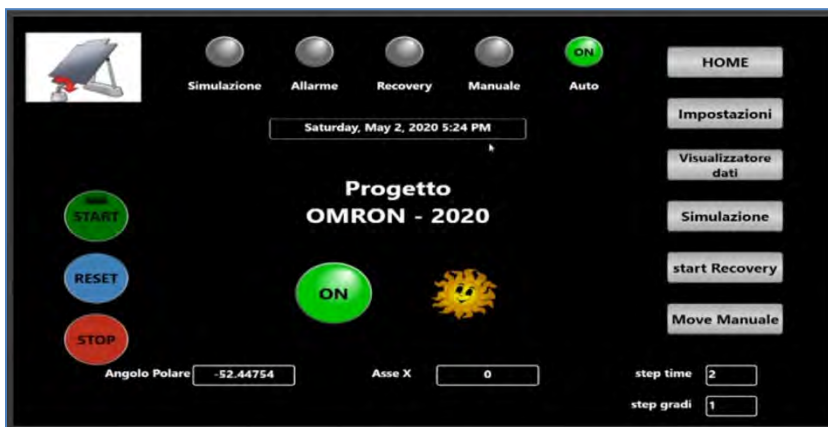 ON
Simulazione
Allarme
Recovery
Manuale
Auto
Saturday, May 2, 2020 5:24 PM
Progetto
OMRON - 2020
START
RESET
STOP
ON
HOME
Impostazioni
Visualizzatore
dati
Simulazione
start Recovery
Move Manuale
Angolo Polare -52.44754
Asse X 0
step time 2
step gradi 1